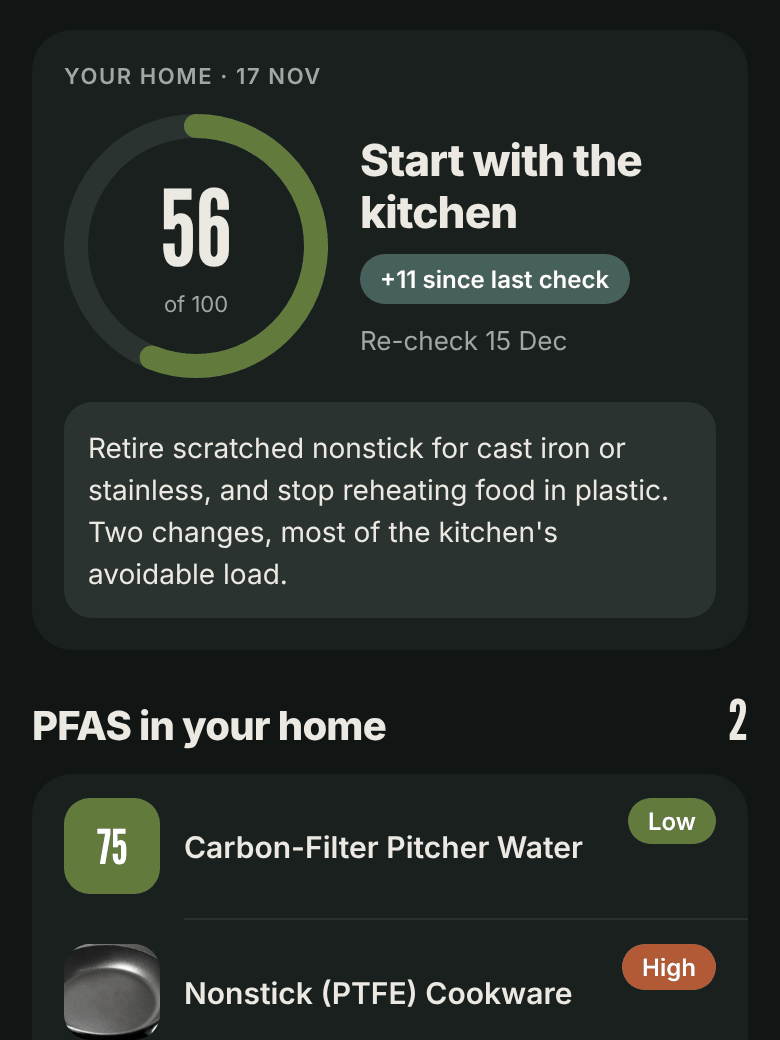 YOUR HOME · 17 NOV
56
of 100
Start with the
kitchen
+11 since last check
Re-check 15 Dec
Retire scratched nonstick for cast iron or
stainless, and stop reheating food in plastic.
Two changes, most of the kitchen's
avoidable load.
PFAS in your home
2
75
Carbon-Filter Pitcher Water
Low
Nonstick (PTFE) Cookware
High